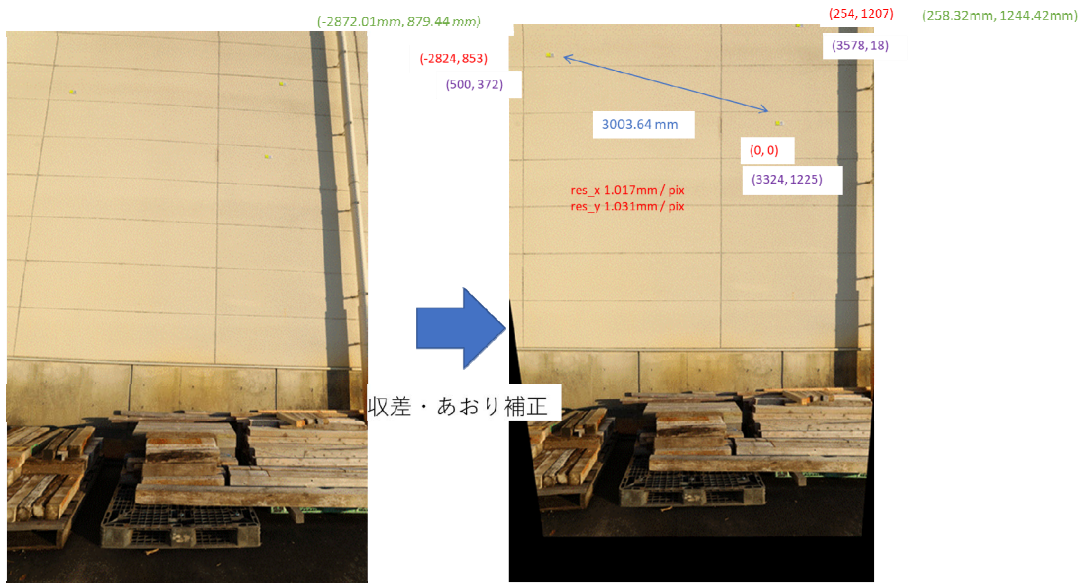 (-2872.01mm, 879.44 mm)
(254, 1207)
(258.32mm, 1244.42mm)
(3578, 18)
(-2824, 853)
(500, 372)
3003.64 mm
(0, 0)
(3324, 1225)
res_x 1.017mm / pix
res_y 1.031mm / pix
収差・あおり補正